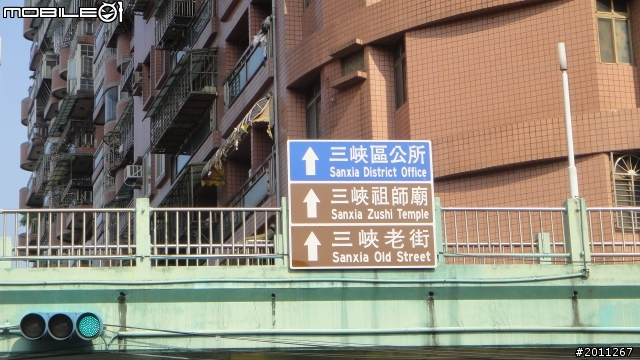 MOBILE01
三峽區公所
Sanxia District Office
三峽祖師廟
Sanxia Zushi Temple
三峽老街
Sanxia Old Street
#2011267